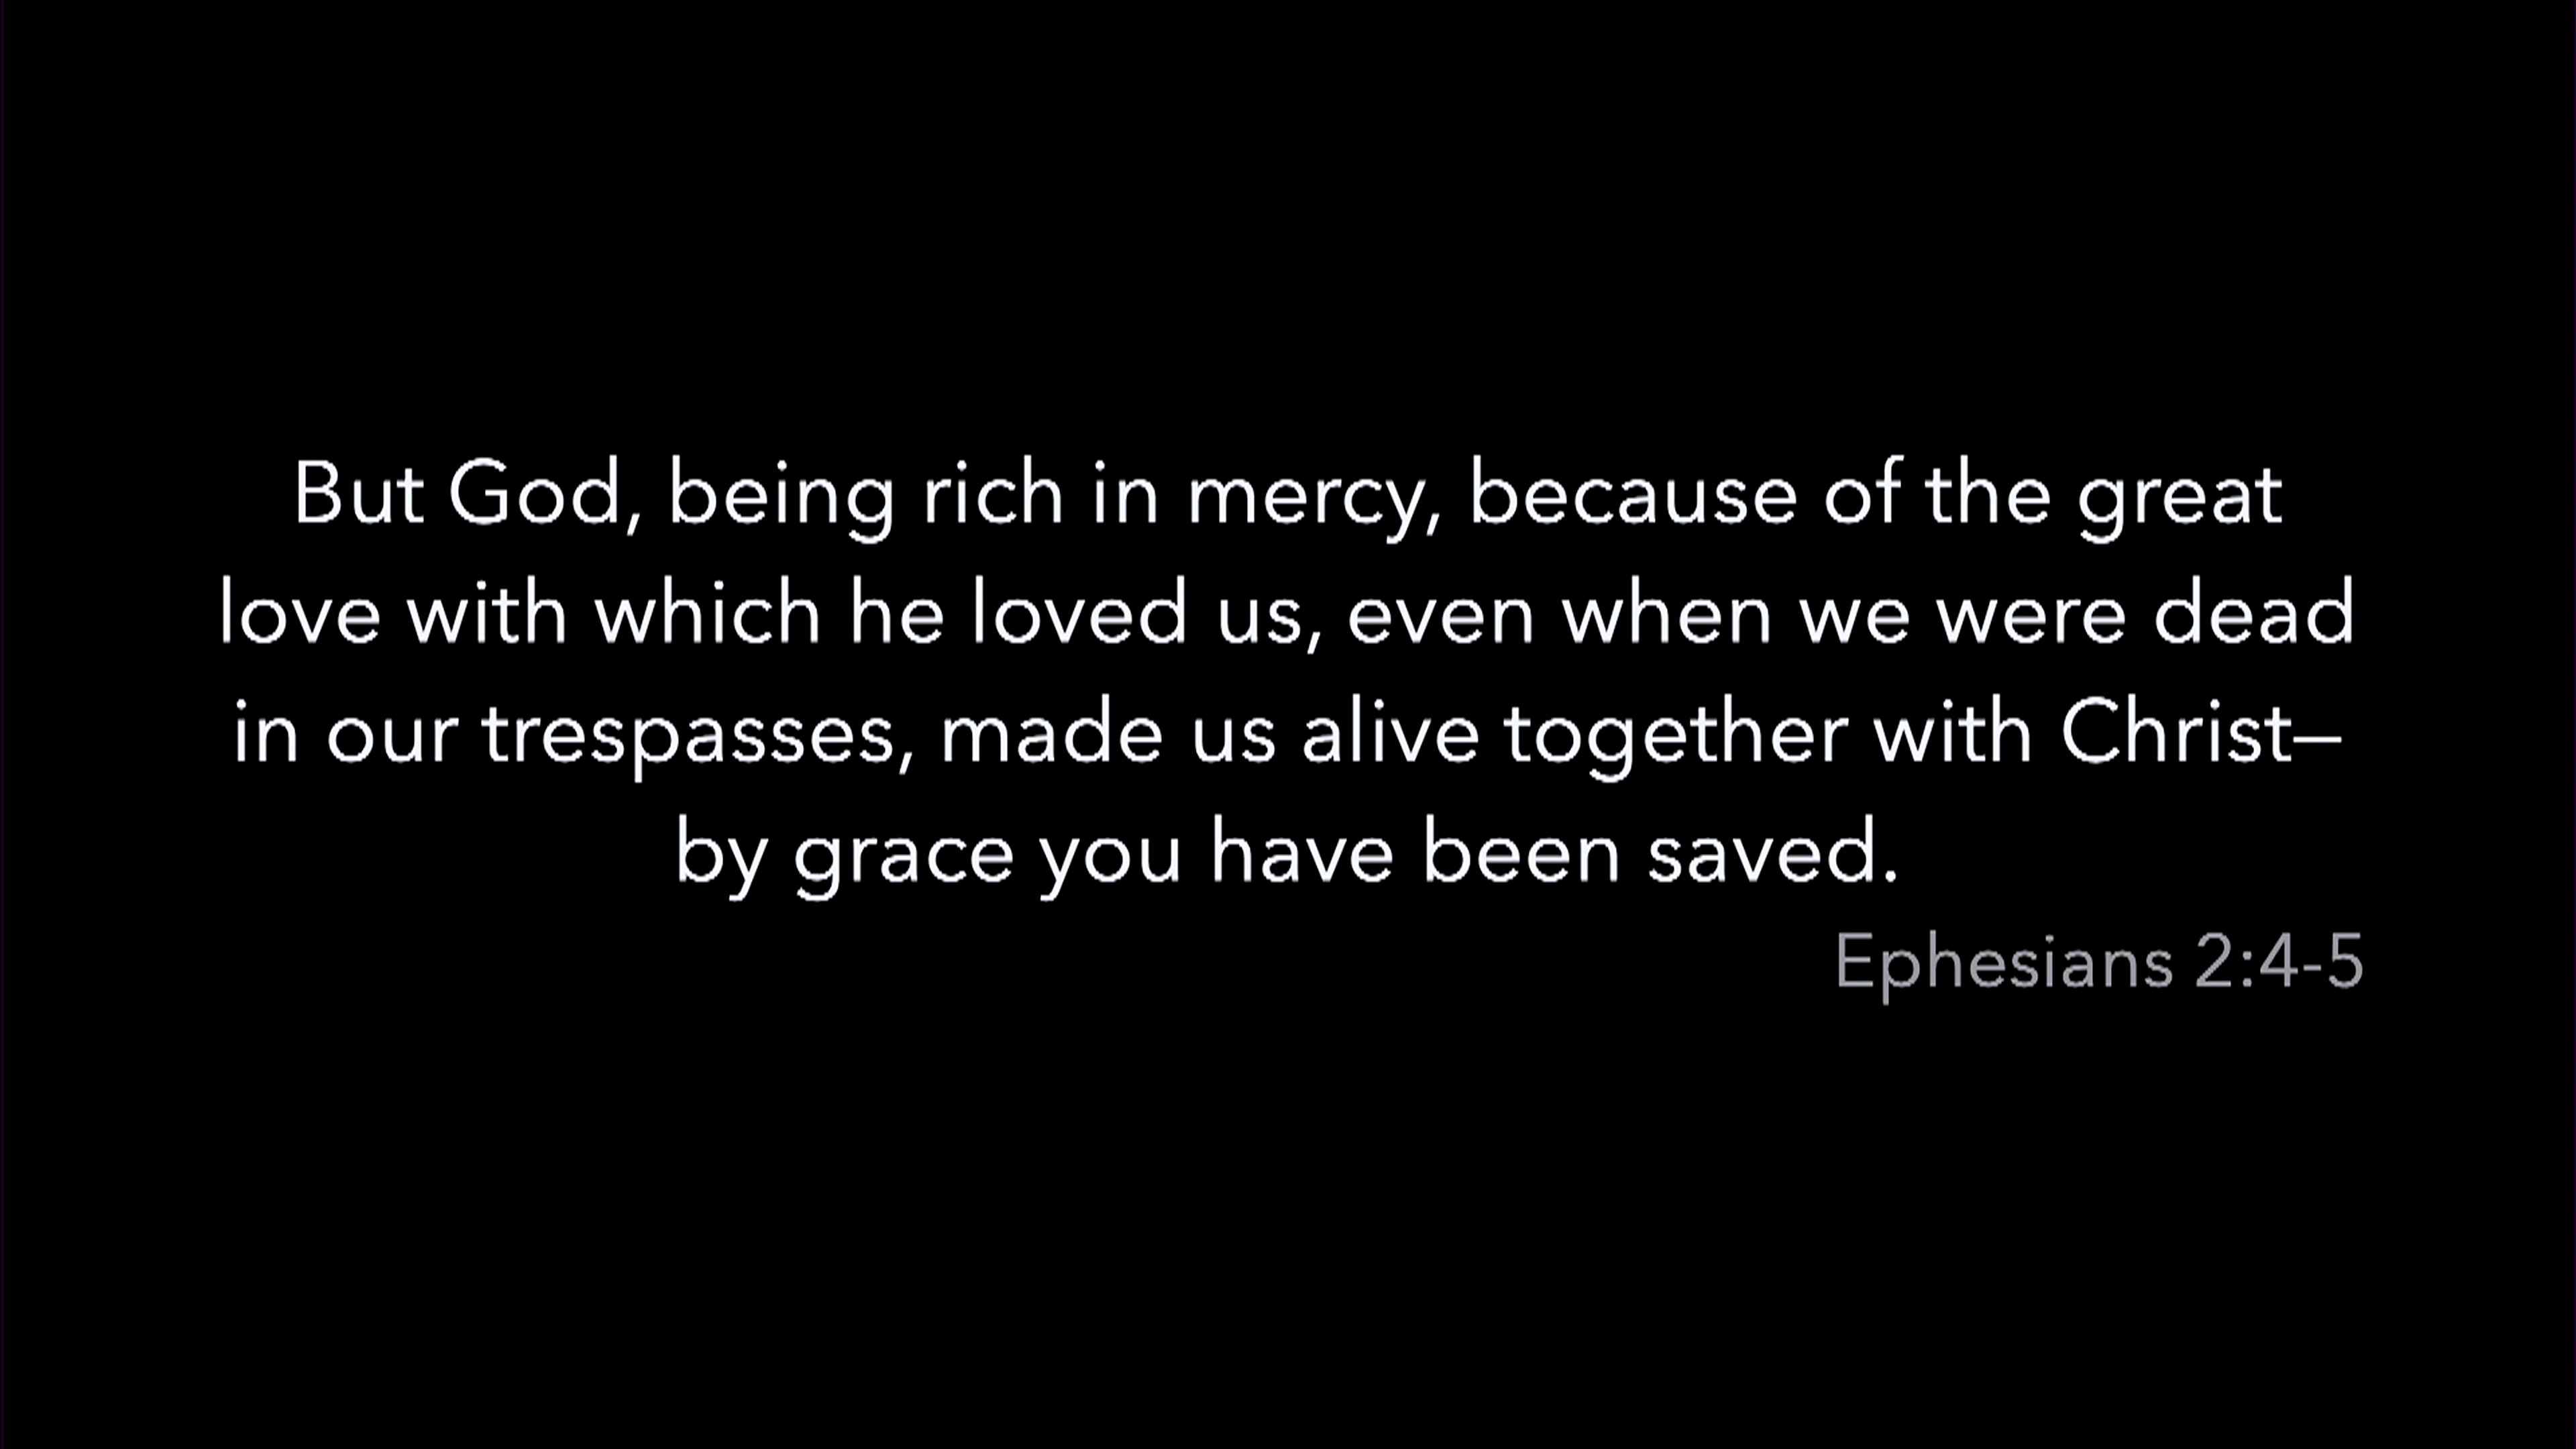 But God, being rich in mercy, because of the great
love with which he loved us, even when we were dead
in our trespasses, made us alive together with Christ—
by grace you have been saved.
Ephesians 2:4-5